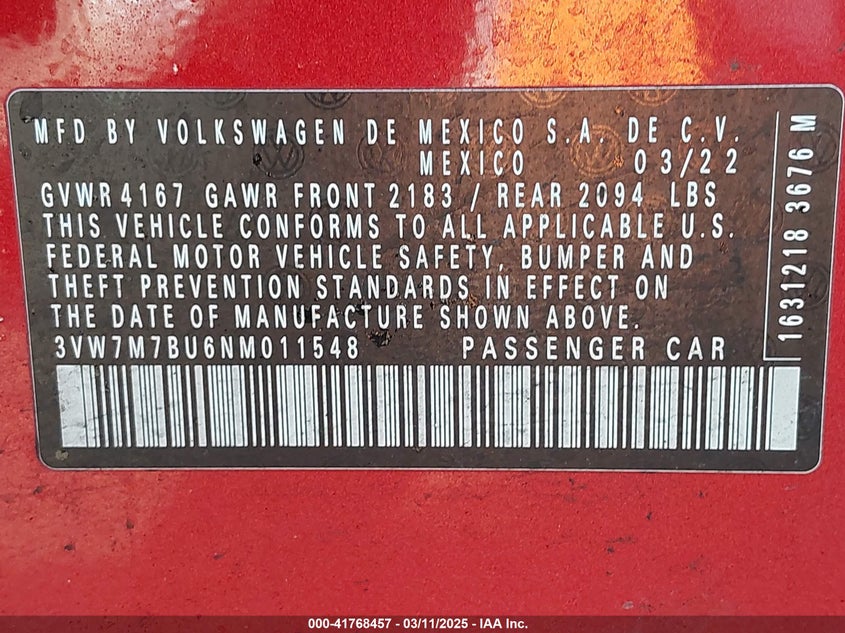 MFD BY VOLKSWAGEN DE MEXICO S.A. DE C.V.
MEXICO 03/22
GVWR 4167 GAWR FRONT 2183 / REAR 2094 LBS
THIS VEHICLE CONFORMS TO ALL APPLICABLE U.S.
FEDERAL MOTOR VEHICLE SAFETY, BUMPER AND
THEFT PREVENTION STANDARDS IN EFFECT ON
THE DATE OF MANUFACTURE SHOWN ABOVE.
3VW7M7BU6NM011548 PASSENGER CAR
1631218 3676 M
000-41768457 - 03/11/2025 - IAA Inc.